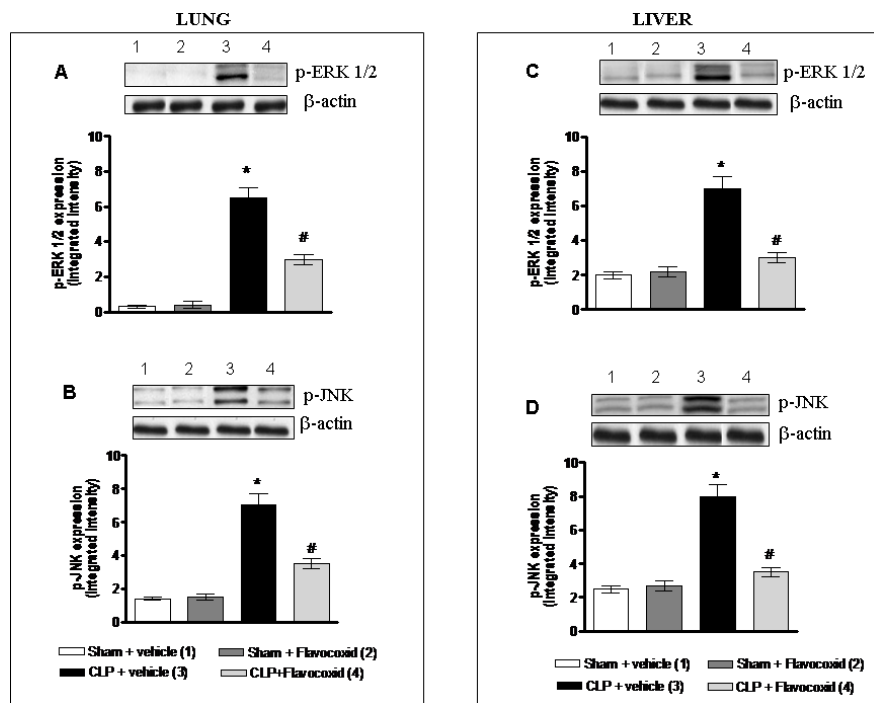 LUNG
A
1 2 3 4
p-ERK 1/2
β-actin
p-ERK 1/2 expression
(Integrated Intensity)
10
8
6
4
2
0
*
#
B
1 2 3 4
p-JNK
β-actin
p-JNK expression
(Integrated Intensity)
10
8
6
4
2
0
*
#
Sham + vehicle (1) Sham + Flavocoxid (2)
CLP + vehicle (3) CLP+Flavocoxid (4)
LIVER
C
1 2 3 4
p-ERK 1/2
β-actin
p-ERK 1/2 expression
(Integrated Intensity)
10
8
6
4
2
0
*
#
D
1 2 3 4
p-JNK
β-actin
p-JNK expression
(Integrated Intensity)
10
8
6
4
2
0
*
#
Sham + vehicle (1) Sham + Flavocoxid (2)
CLP + vehicle (3) CLP + Flavocoxid (4)